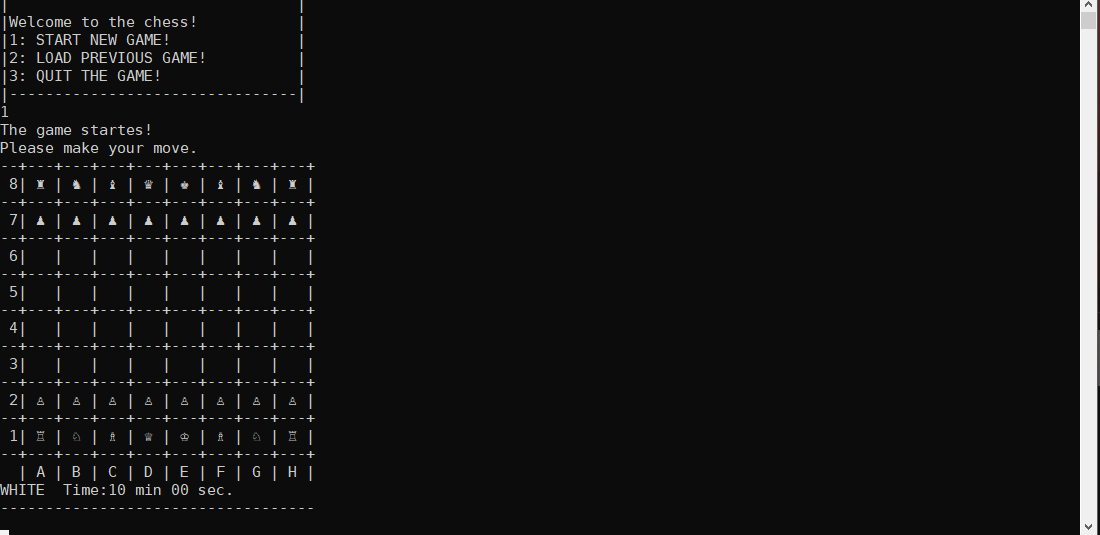 |                                |
|Welcome to the chess!           |
|1: START NEW GAME!              |
|2: LOAD PREVIOUS GAME!          |
|3: QUIT THE GAME!               |
|--------------------------------|
1
The game startes!
Please make your move.
--+---+---+---+---+---+---+---+---+
 8| ♜ | ♞ | ♝ | ♛ | ♚ | ♝ | ♞ | ♜ |
--+---+---+---+---+---+---+---+---+
 7| ♟ | ♟ | ♟ | ♟ | ♟ | ♟ | ♟ | ♟ |
--+---+---+---+---+---+---+---+---+
 6|   |   |   |   |   |   |   |   |
--+---+---+---+---+---+---+---+---+
 5|   |   |   |   |   |   |   |   |
--+---+---+---+---+---+---+---+---+
 4|   |   |   |   |   |   |   |   |
--+---+---+---+---+---+---+---+---+
 3|   |   |   |   |   |   |   |   |
--+---+---+---+---+---+---+---+---+
 2| ♙ | ♙ | ♙ | ♙ | ♙ | ♙ | ♙ | ♙ |
--+---+---+---+---+---+---+---+---+
 1| ♖ | ♘ | ♗ | ♕ | ♔ | ♗ | ♘ | ♖ |
--+---+---+---+---+---+---+---+---+
  | A | B | C | D | E | F | G | H |
WHITE  Time:10 min 00 sec.
-----------------------------------